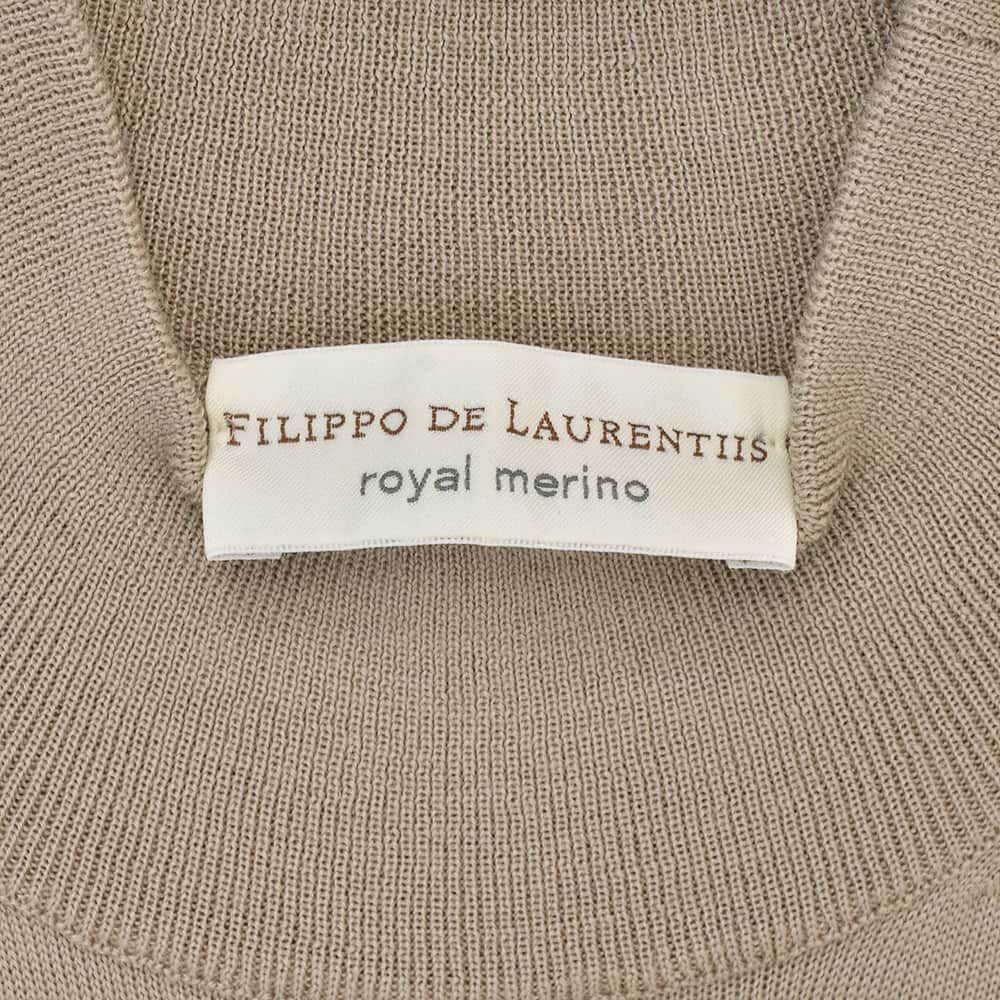 FILIPPO DE LAURENTIIS
royal merino